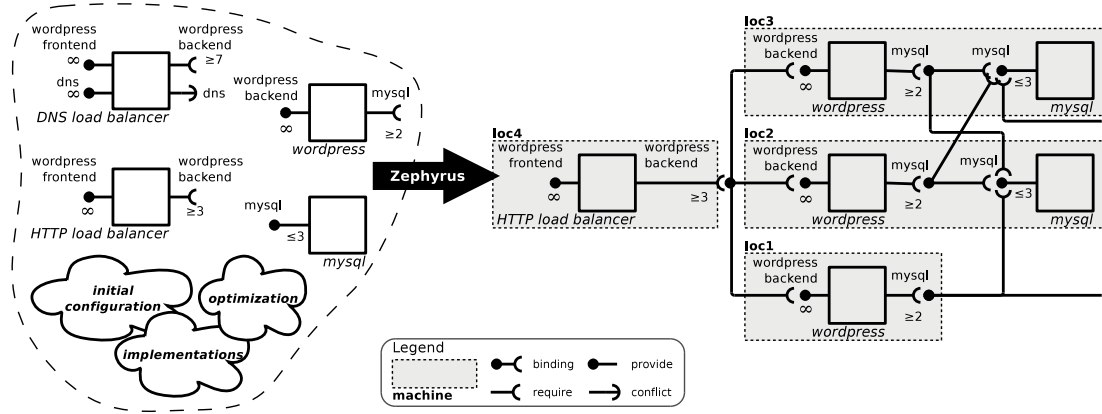 wordpress
frontend
∞
wordpress
backend
≥7
dns
∞
dns
DNS load balancer
wordpress
backend
∞
mysql
≥2
wordpress
wordpress
frontend
∞
wordpress
backend
≥3
HTTP load balancer
mysql
≤3
mysql
initial
configuration
optimization
implementations
Zephyrus
loc4
wordpress
frontend
∞
wordpress
backend
≥3
HTTP load balancer
loc3
wordpress
backend
∞
mysql
≥2
wordpress
mysql
≤3
mysql
loc2
wordpress
backend
∞
mysql
≥2
wordpress
mysql
≤3
mysql
loc1
wordpress
backend
∞
mysql
≥2
wordpress
Legend
machine
binding
provide
require
conflict